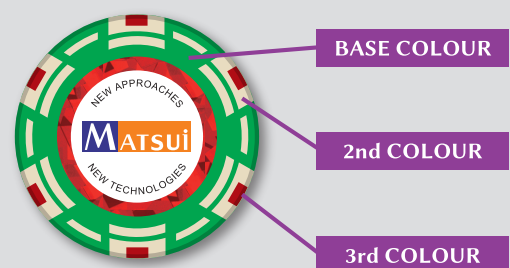 BASE COLOUR
NEW APPROACHES
MATSUi
NEW TECHNOLOGIES
2nd COLOUR
3rd COLOUR